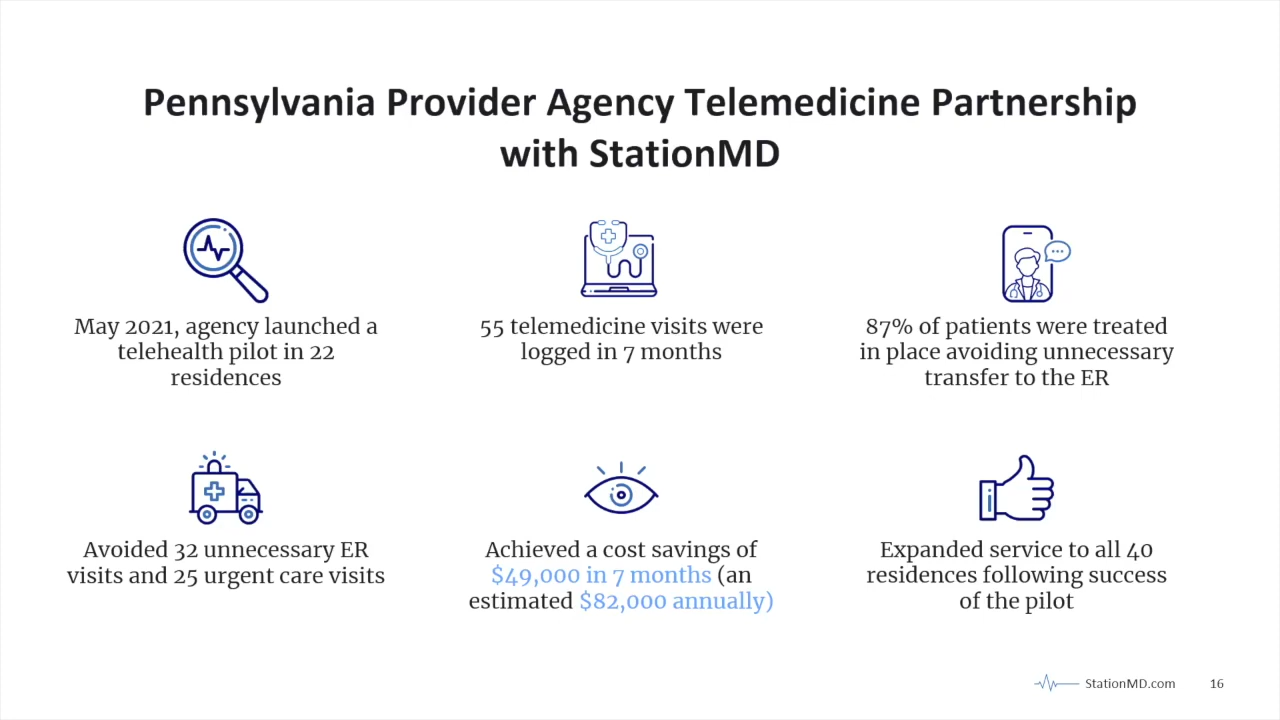 Pennsylvania Provider Agency Telemedicine Partnership
with StationMD
May 2021, agency launched a
telehealth pilot in 22
residences
55 telemedicine visits were
logged in 7 months
87% of patients were treated
in place avoiding unnecessary
transfer to the ER
Avoided 32 unnecessary ER
visits and 25 urgent care visits
Achieved a cost savings of
$49,000 in 7 months (an
estimated $82,000 annually)
Expanded service to all 40
residences following success
of the pilot
StationMD.com
16